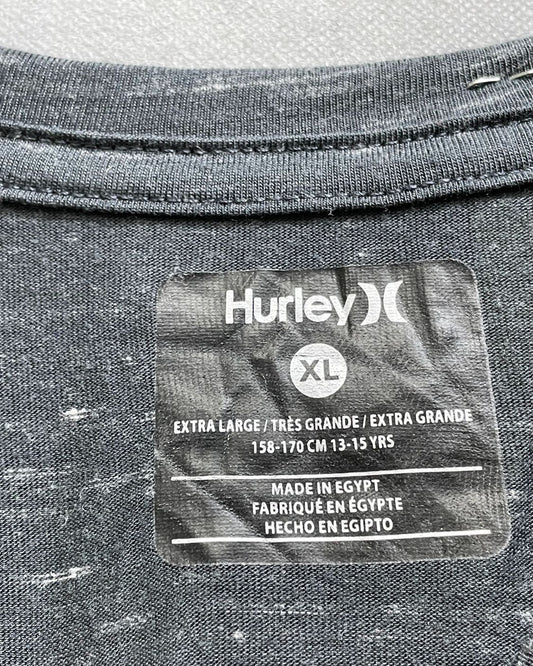 Hurley
XL
EXTRA LARGE / TRÈS GRANDE / EXTRA GRANDE
158-170 CM 13-15 YRS
MADE IN EGYPT
FABRIQUÉ EN ÉGYPTE
HECHO EN EGIPTO